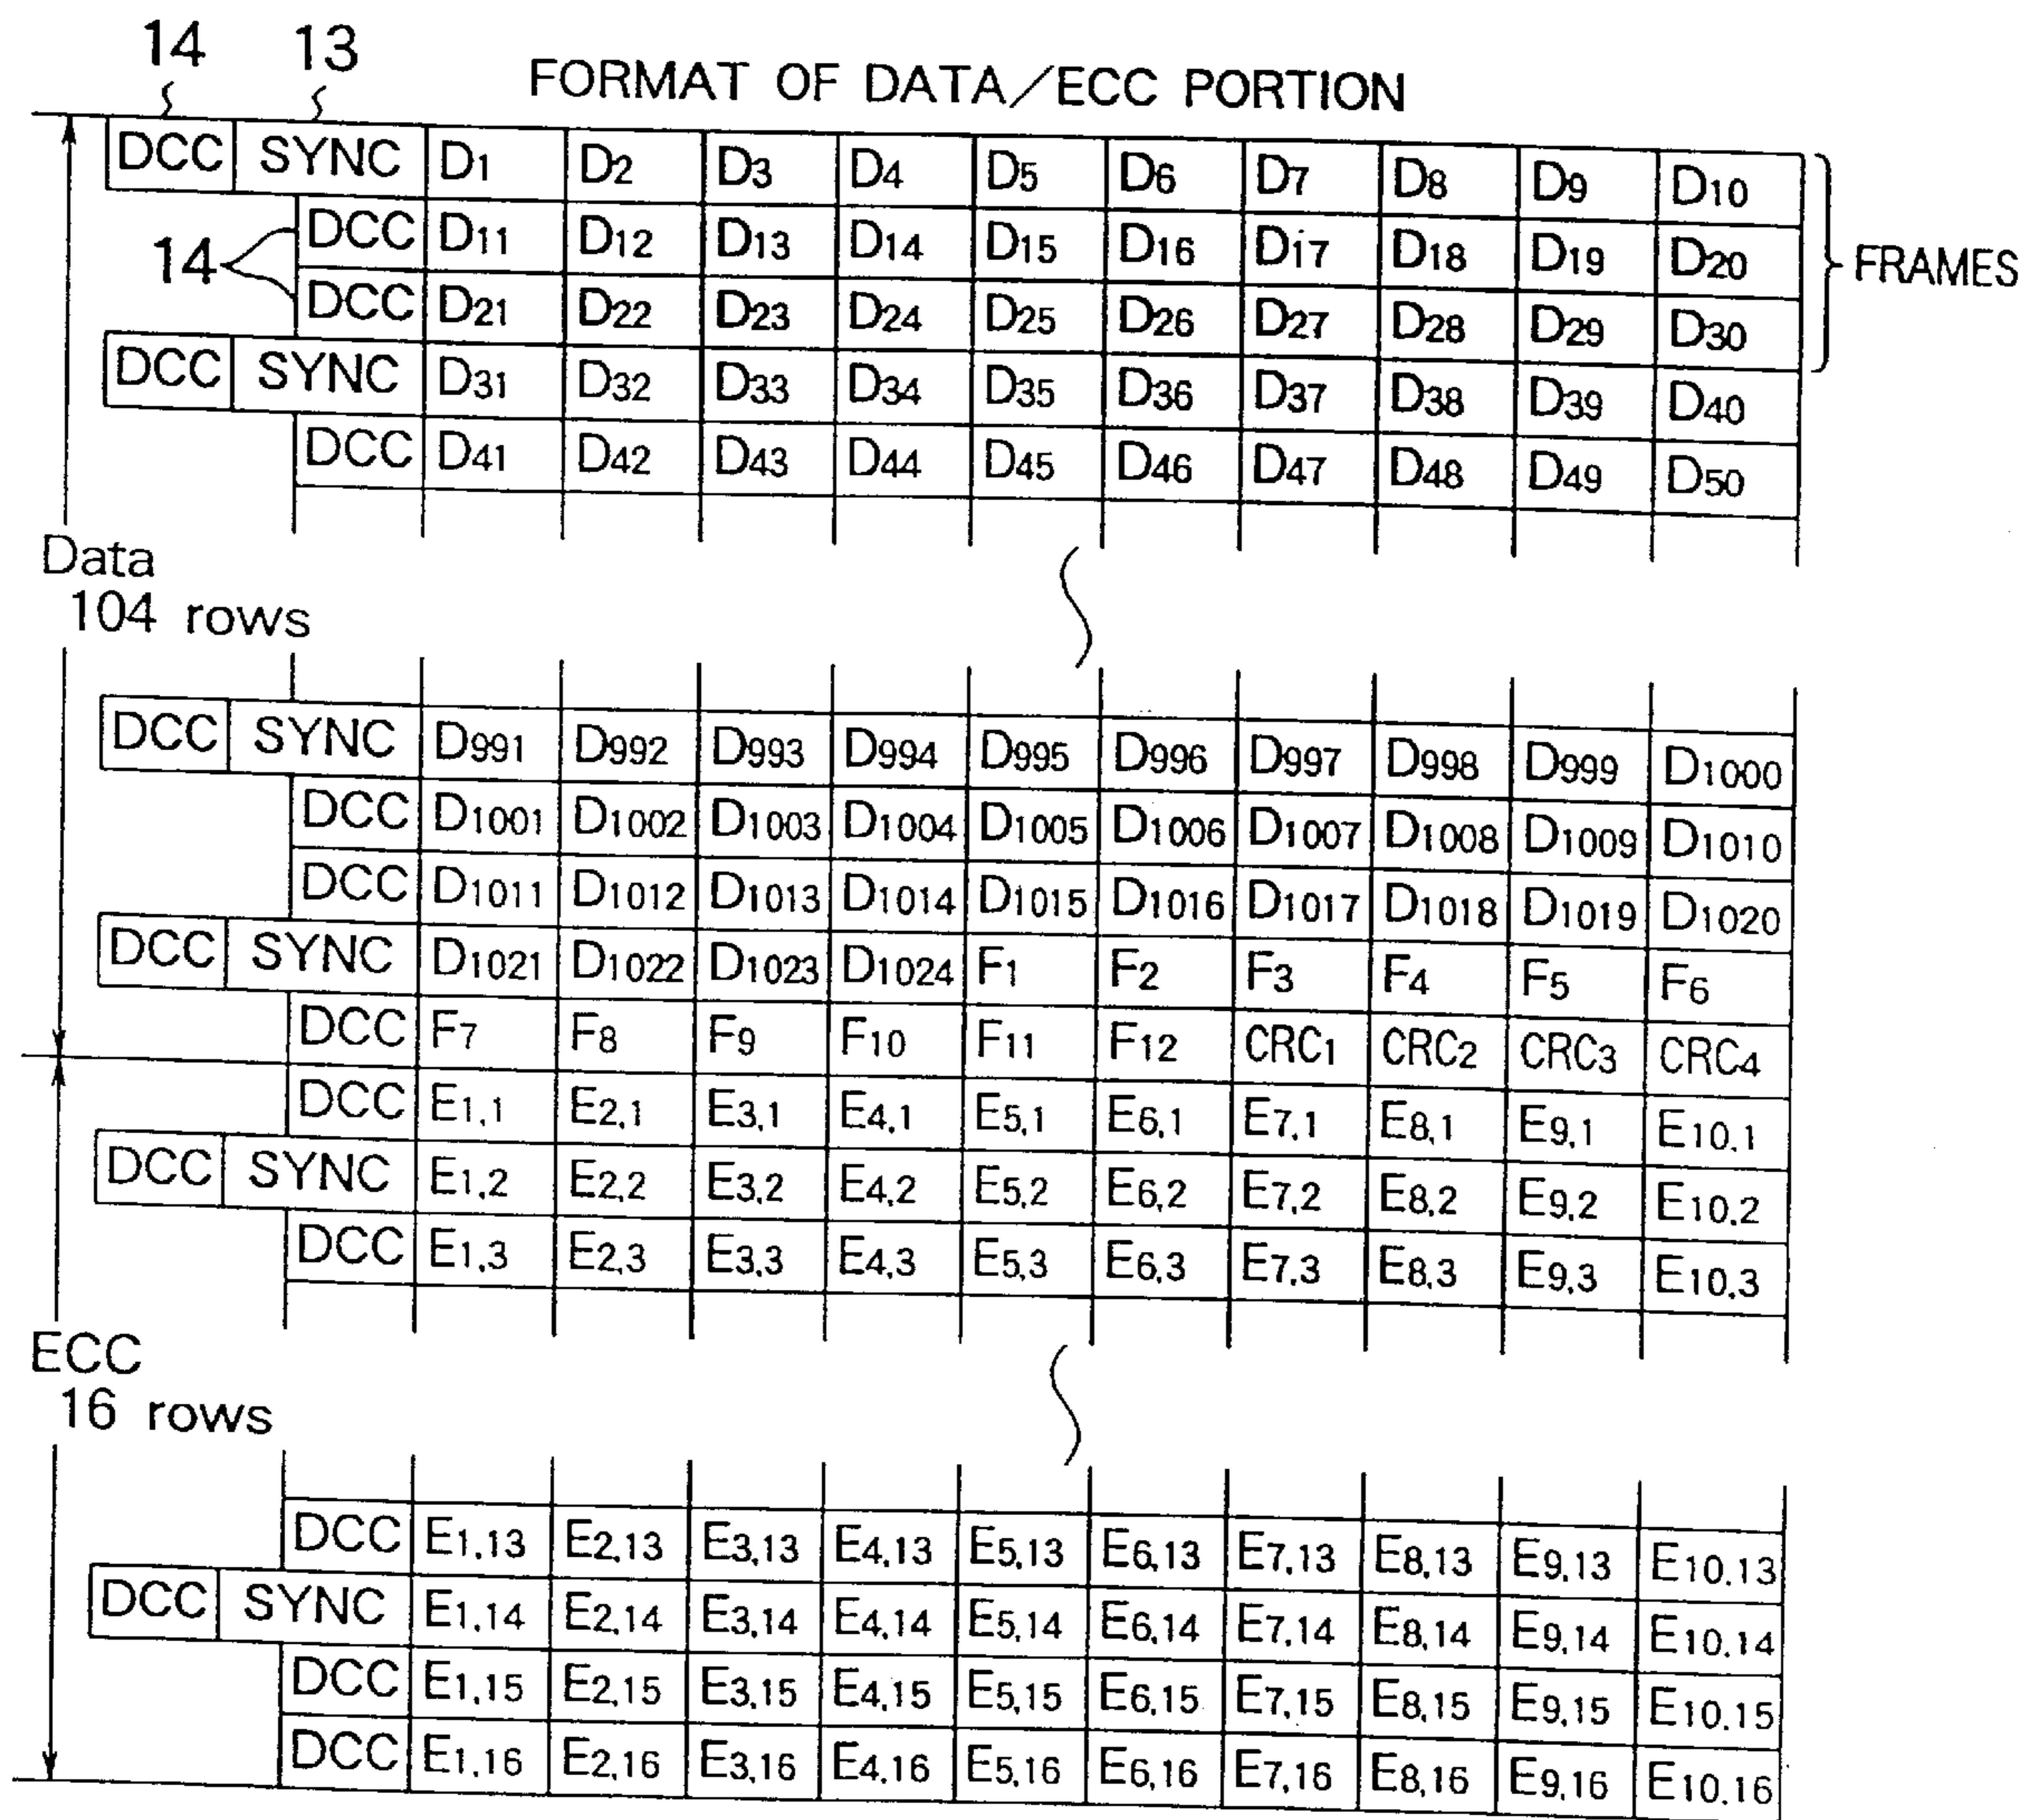 14 13 FORMAT OF DATA/ECC PORTION
DCC SYNC D1 D2 D3 D4 D5 D6 D7 D8 D9 D10
DCC D11 D12 D13 D14 D15 D16 D17 D18 D19 D20
14 FRAMES
DCC D21 D22 D23 D24 D25 D26 D27 D28 D29 D30
DCC SYNC D31 D32 D33 D34 D35 D36 D37 D38 D39 D40
DCC D41 D42 D43 D44 D45 D46 D47 D48 D49 D50
Data
104 rows
DCC SYNC D991 D992 D993 D994 D995 D996 D997 D998 D999 D1000
DCC D1001 D1002 D1003 D1004 D1005 D1006 D1007 D1008 D1009 D1010
DCC D1011 D1012 D1013 D1014 D1015 D1016 D1017 D1018 D1019 D1020
DCC SYNC D1021 D1022 D1023 D1024 F1 F2 F3 F4 F5 F6
DCC F7 F8 F9 F10 F11 F12 CRC1 CRC2 CRC3 CRC4
DCC E1,1 E2,1 E3,1 E4,1 E5,1 E6,1 E7,1 E8,1 E9,1 E10,1
DCC SYNC E1,2 E2,2 E3,2 E4,2 E5,2 E6,2 E7,2 E8,2 E9,2 E10,2
DCC E1,3 E2,3 E3,3 E4,3 E5,3 E6,3 E7,3 E8,3 E9,3 E10,3
ECC
16 rows
DCC E1,13 E2,13 E3,13 E4,13 E5,13 E6,13 E7,13 E8,13 E9,13 E10,13
DCC SYNC E1,14 E2,14 E3,14 E4,14 E5,14 E6,14 E7,14 E8,14 E9,14 E10,14
DCC E1,15 E2,15 E3,15 E4,15 E5,15 E6,15 E7,15 E8,15 E9,15 E10,15
DCC E1,16 E2,16 E3,16 E4,16 E5,16 E6,16 E7,16 E8,16 E9,16 E10,16